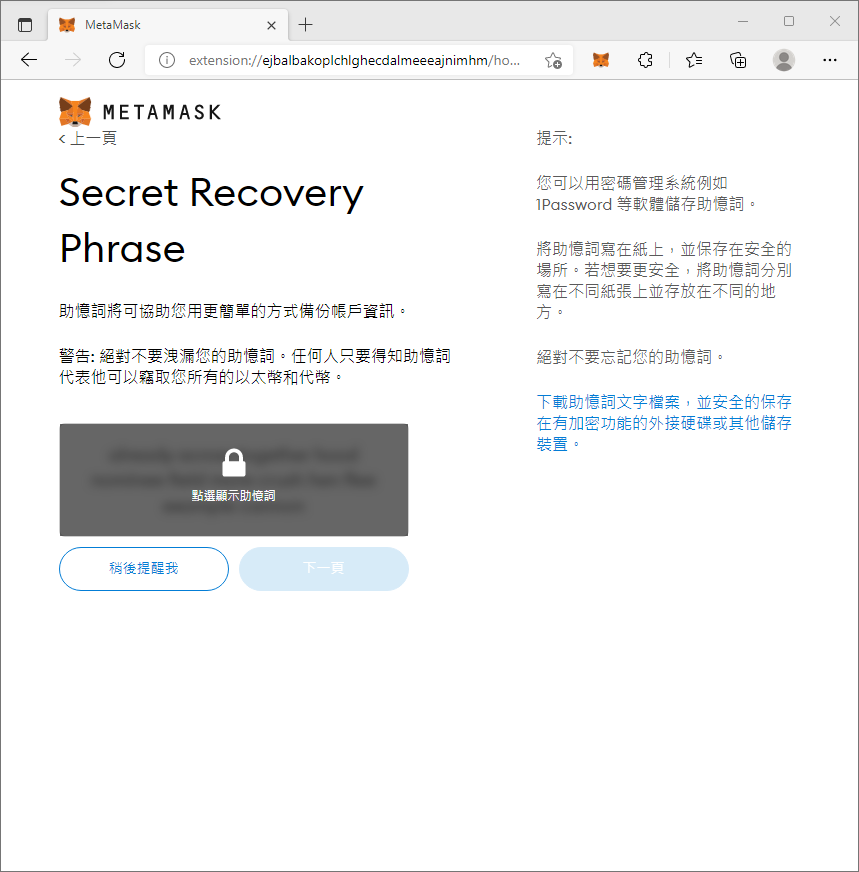 MetaMask
extension://ejbalbakoplchlghecdalmeeeajnimhm/ho...
METAMASK
< 上一頁
Secret Recovery
Phrase
助憶詞將可協助您用更簡單的方式備份帳戶資訊。
警告: 絕對不要洩漏您的助憶詞。任何人只要得知助憶詞
代表他可以竊取您所有的以太幣和代幣。
點選顯示助憶詞
稍後提醒我
下一頁
提示:
您可以用密碼管理系統例如
1Password 等軟體儲存助憶詞。
將助憶詞寫在紙上，並保存在安全的
場所。若想要更安全，將助憶詞分別
寫在不同紙張上並存放在不同的地
方。
絕對不要忘記您的助憶詞。
下載助憶詞文字檔案，並安全的保存
在有加密功能的外接硬碟或其他儲存
裝置。